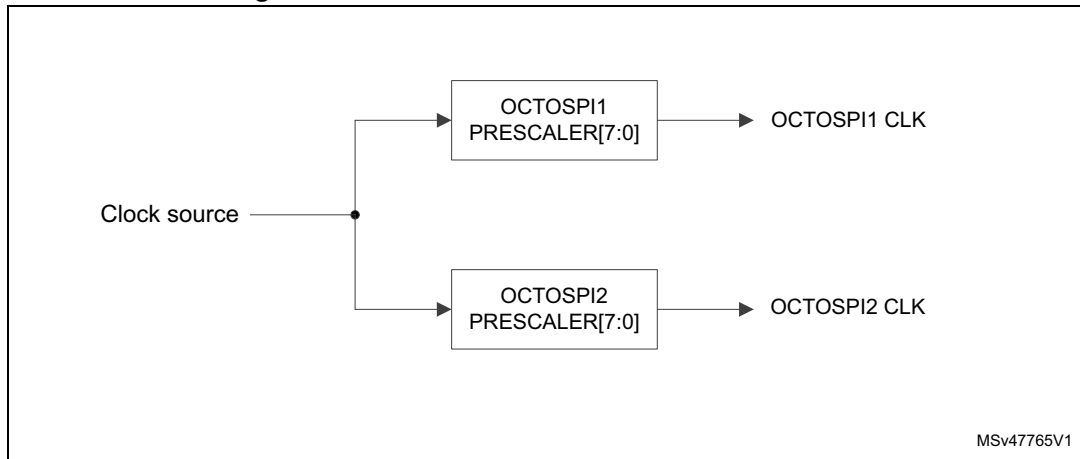 OCTOSPI1
PRESCALER[7:0]
OCTOSPI1 CLK
Clock source
OCTOSPI2
PRESCALER[7:0]
OCTOSPI2 CLK
MSv47765V1